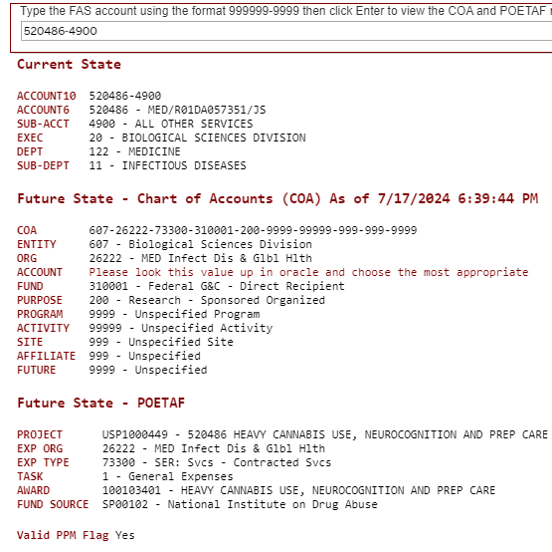 Type the FAS account using the format 999999-9999 then click Enter to view the COA and POETAF
520486-4900
Current State
ACCOUNT10 520486-4900
ACCOUNT6 520486 - MED/R01DA057351/JS
SUB-ACCT 4900 - ALL OTHER SERVICES
EXEC 20 - BIOLOGICAL SCIENCES DIVISION
DEPT 122 - MEDICINE
SUB-DEPT 11 - INFECTIOUS DISEASES
Future State - Chart of Accounts (COA) As of 7/17/2024 6:39:44 PM
COA 607-26222-73300-310001-200-9999-99999-999-999-9999
ENTITY 607 - Biological Sciences Division
ORG 26222 - MED Infect Dis & Glbl Hlth
ACCOUNT Please look this value up in oracle and choose the most appropriate
FUND 310001 - Federal G&C - Direct Recipient
PURPOSE 200 - Research - Sponsored Organized
PROGRAM 9999 - Unspecified Program
ACTIVITY 99999 - Unspecified Activity
SITE 999 - Unspecified Site
AFFILIATE 999 - Unspecified
FUTURE 9999 - Unspecified
Future State - POETAF
PROJECT USP1000449 - 520486 HEAVY CANNABIS USE, NEUROCOGNITION AND PREP CARE
EXP ORG 26222 - MED Infect Dis & Glbl Hlth
EXP TYPE 73300 - SER: Svcs - Contracted Svcs
TASK 1 - General Expenses
AWARD 100103401 - HEAVY CANNABIS USE, NEUROCOGNITION AND PREP CARE
FUND SOURCE SP00102 - National Institute on Drug Abuse
Valid PPM Flag Yes